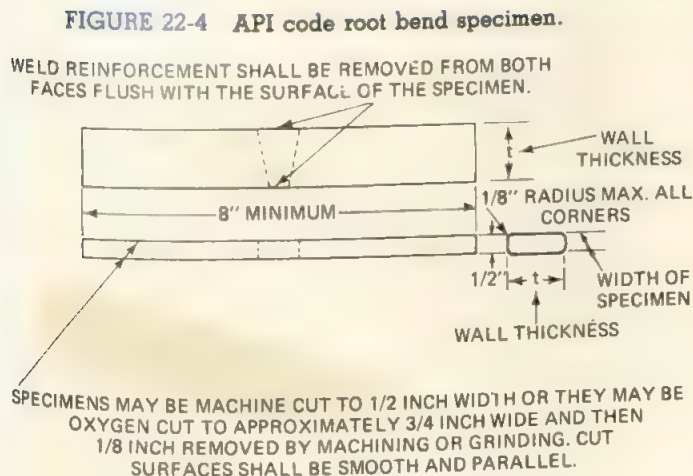 FIGURE 22-4 API code root bend specimen.
WELD REINFORCEMENT SHALL BE REMOVED FROM BOTH
FACES FLUSH WITH THE SURFACE OF THE SPECIMEN.
t
WALL
THICKNESS
1/8" RADIUS MAX. ALL
CORNERS
8" MINIMUM
1/2"
t
WIDTH OF
SPECIMEN
WALL THICKNESS
SPECIMENS MAY BE MACHINE CUT TO 1/2 INCH WIDTH OR THEY MAY BE
OXYGEN CUT TO APPROXIMATELY 3/4 INCH WIDE AND THEN
1/8 INCH REMOVED BY MACHINING OR GRINDING. CUT
SURFACES SHALL BE SMOOTH AND PARALLEL.